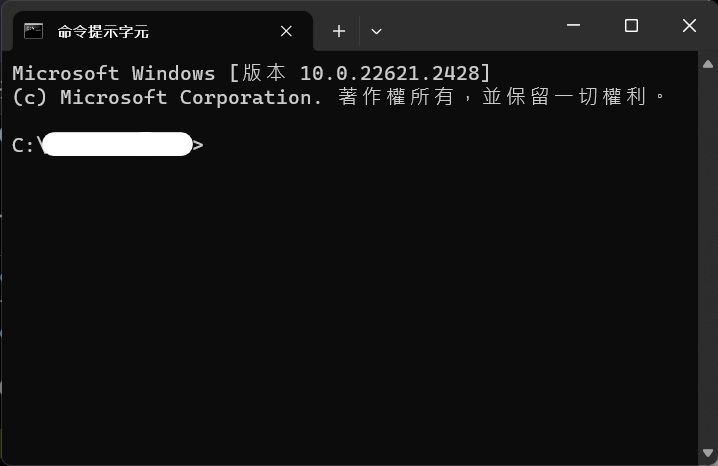 命令提示字元
Microsoft Windows [版本 10.0.22621.2428]
(c) Microsoft Corporation. 著作權所有，並保留一切權利。
C:\>